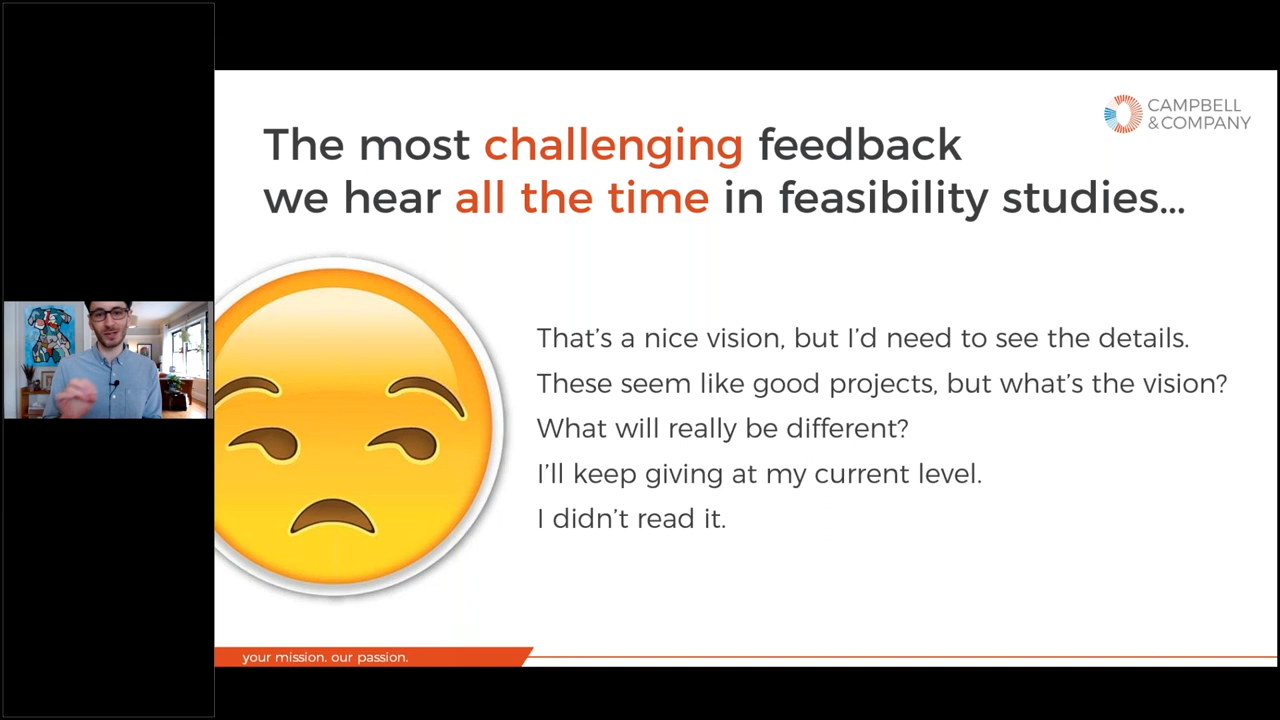 CAMPBELL
&COMPANY
The most challenging feedback
we hear all the time in feasibility studies...
That's a nice vision, but I'd need to see the details.
These seem like good projects, but what's the vision?
What will really be different?
I'll keep giving at my current level.
I didn't read it.
your mission. our passion.